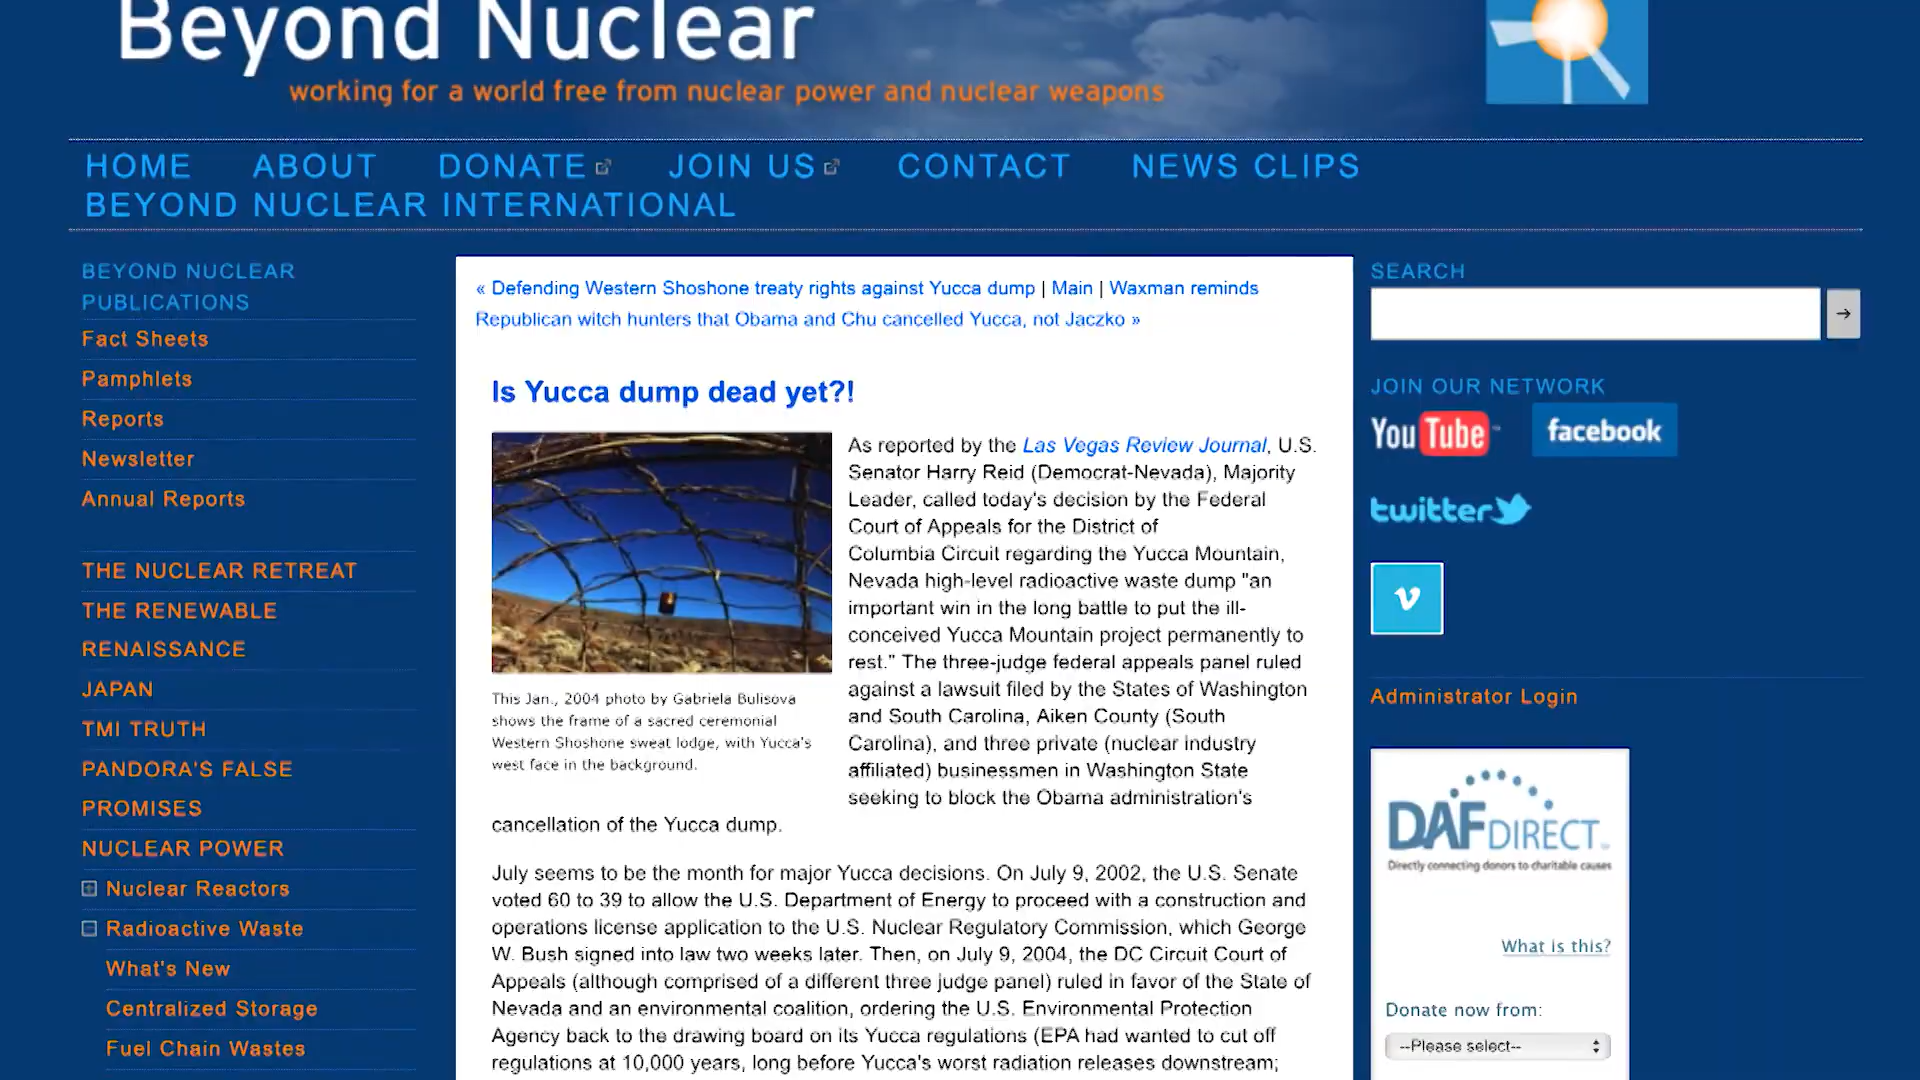 Beyond Nuclear
working for a world free from nuclear power and nuclear weapons
HOME ABOUT DONATE JOIN US CONTACT NEWS CLIPS
BEYOND NUCLEAR INTERNATIONAL
BEYOND NUCLEAR
PUBLICATIONS
Fact Sheets
Pamphlets
Reports
Newsletter
Annual Reports
THE NUCLEAR RETREAT
THE RENEWABLE
RENAISSANCE
JAPAN
TMI TRUTH
PANDORA'S FALSE
PROMISES
NUCLEAR POWER
Nuclear Reactors
Radioactive Waste
What's New
Centralized Storage
Fuel Chain Wastes
« Defending Western Shoshone treaty rights against Yucca dump | Main | Waxman reminds
Republican witch hunters that Obama and Chu cancelled Yucca, not Jaczko »
Is Yucca dump dead yet?!
This Jan., 2004 photo by Gabriela Bulisova
shows the frame of a sacred ceremonial
Western Shoshone sweat lodge, with Yucca's
west face in the background.
As reported by the Las Vegas Review Journal, U.S.
Senator Harry Reid (Democrat-Nevada), Majority
Leader, called today's decision by the Federal
Court of Appeals for the District of
Columbia Circuit regarding the Yucca Mountain,
Nevada high-level radioactive waste dump "an
important win in the long battle to put the ill-
conceived Yucca Mountain project permanently to
rest." The three-judge federal appeals panel ruled
against a lawsuit filed by the States of Washington
and South Carolina, Aiken County (South
Carolina), and three private (nuclear industry
affiliated) businessmen in Washington State
seeking to block the Obama administration's
cancellation of the Yucca dump.
July seems to be the month for major Yucca decisions. On July 9, 2002, the U.S. Senate
voted 60 to 39 to allow the U.S. Department of Energy to proceed with a construction and
operations license application to the U.S. Nuclear Regulatory Commission, which George
W. Bush signed into law two weeks later. Then, on July 9, 2004, the DC Circuit Court of
Appeals (although comprised of a different three judge panel) ruled in favor of the State of
Nevada and an environmental coalition, ordering the U.S. Environmental Protection
Agency back to the drawing board on its Yucca regulations (EPA had wanted to cut off
regulations at 10,000 years, long before Yucca's worst radiation releases downstream;
SEARCH
→
JOIN OUR NETWORK
YouTube facebook
twitter
v
Administrator Login
DAFDIRECT
Directly connecting donors to charitable causes
What is this?
Donate now from:
--Please select--